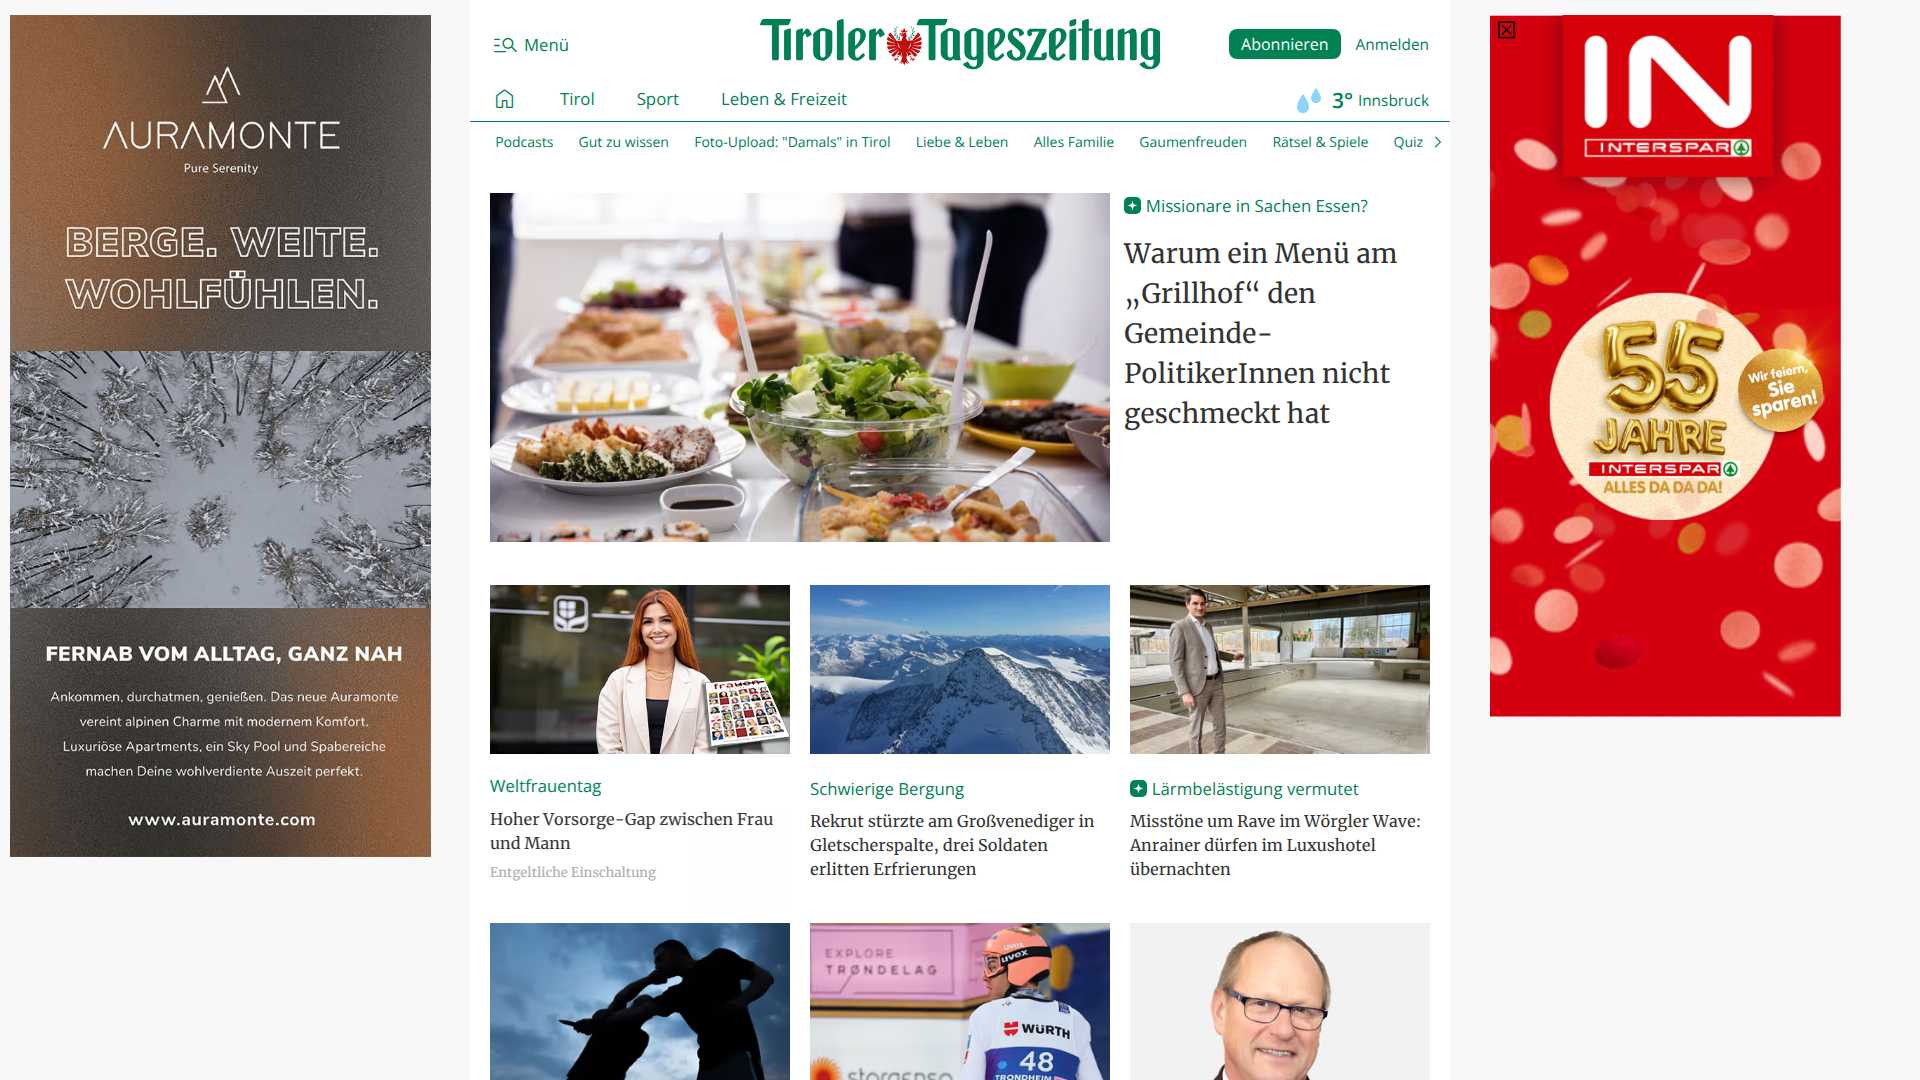 AURAMONTE
Pure Serenity
BERGE. WEITE.
WOHLFÜHLEN.
FERNAB VOM ALLTAG, GANZ NAH
Ankommen, durchatmen, genießen. Das neue Auramonte
vereint alpinen Charme mit modernem Komfort.
Luxuriöse Apartments, ein Sky Pool und Spabereiche
machen Deine wohlverdiente Auszeit perfekt.
www.auramonte.com
Menü
Tiroler Tageszeitung
Abonnieren
Anmelden
Tirol
Sport
Leben & Freizeit
3° Innsbruck
Podcasts
Gut zu wissen
Foto-Upload: "Damals" in Tirol
Liebe & Leben
Alles Familie
Gaumenfreuden
Rätsel & Spiele
Quiz
Missionare in Sachen Essen?
Warum ein Menü am
„Grillhof“ den
Gemeinde-
PolitikerInnen nicht
geschmeckt hat
frauen
Weltfrauentag
Hoher Vorsorge-Gap zwischen Frau
und Mann
Entgeltliche Einschaltung
Schwierige Bergung
Rekrut stürzte am Großvenediger in
Gletscherspalte, drei Soldaten
erlitten Erfrierungen
Lärmbelästigung vermutet
Misstöne um Rave im Wörgler Wave:
Anrainer dürfen im Luxushotel
übernachten
EXPLORE
TRØNDELAG
uvex
uvex
WÜRTH
48
TRONDHEIM
storaenso
IN
INTERSPAR
55
JAHRE
INTERSPAR
ALLES DA DA DA!
Wir feiern,
Sie
sparen!